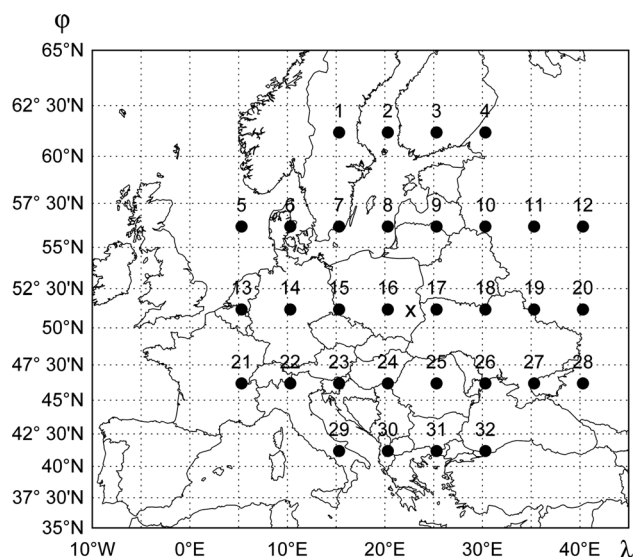 φ
65°N
62° 30'N
1 2 3 4
60°N
57° 30'N
5 6 7 8 9 10 11 12
55°N
52° 30'N
13 14 15 16 17 18 19 20
x
50°N
47° 30'N
21 22 23 24 25 26 27 28
45°N
42° 30'N
29 30 31 32
40°N
37° 30'N
35°N
10°W 0°E 10°E 20°E 30°E 40°E λ